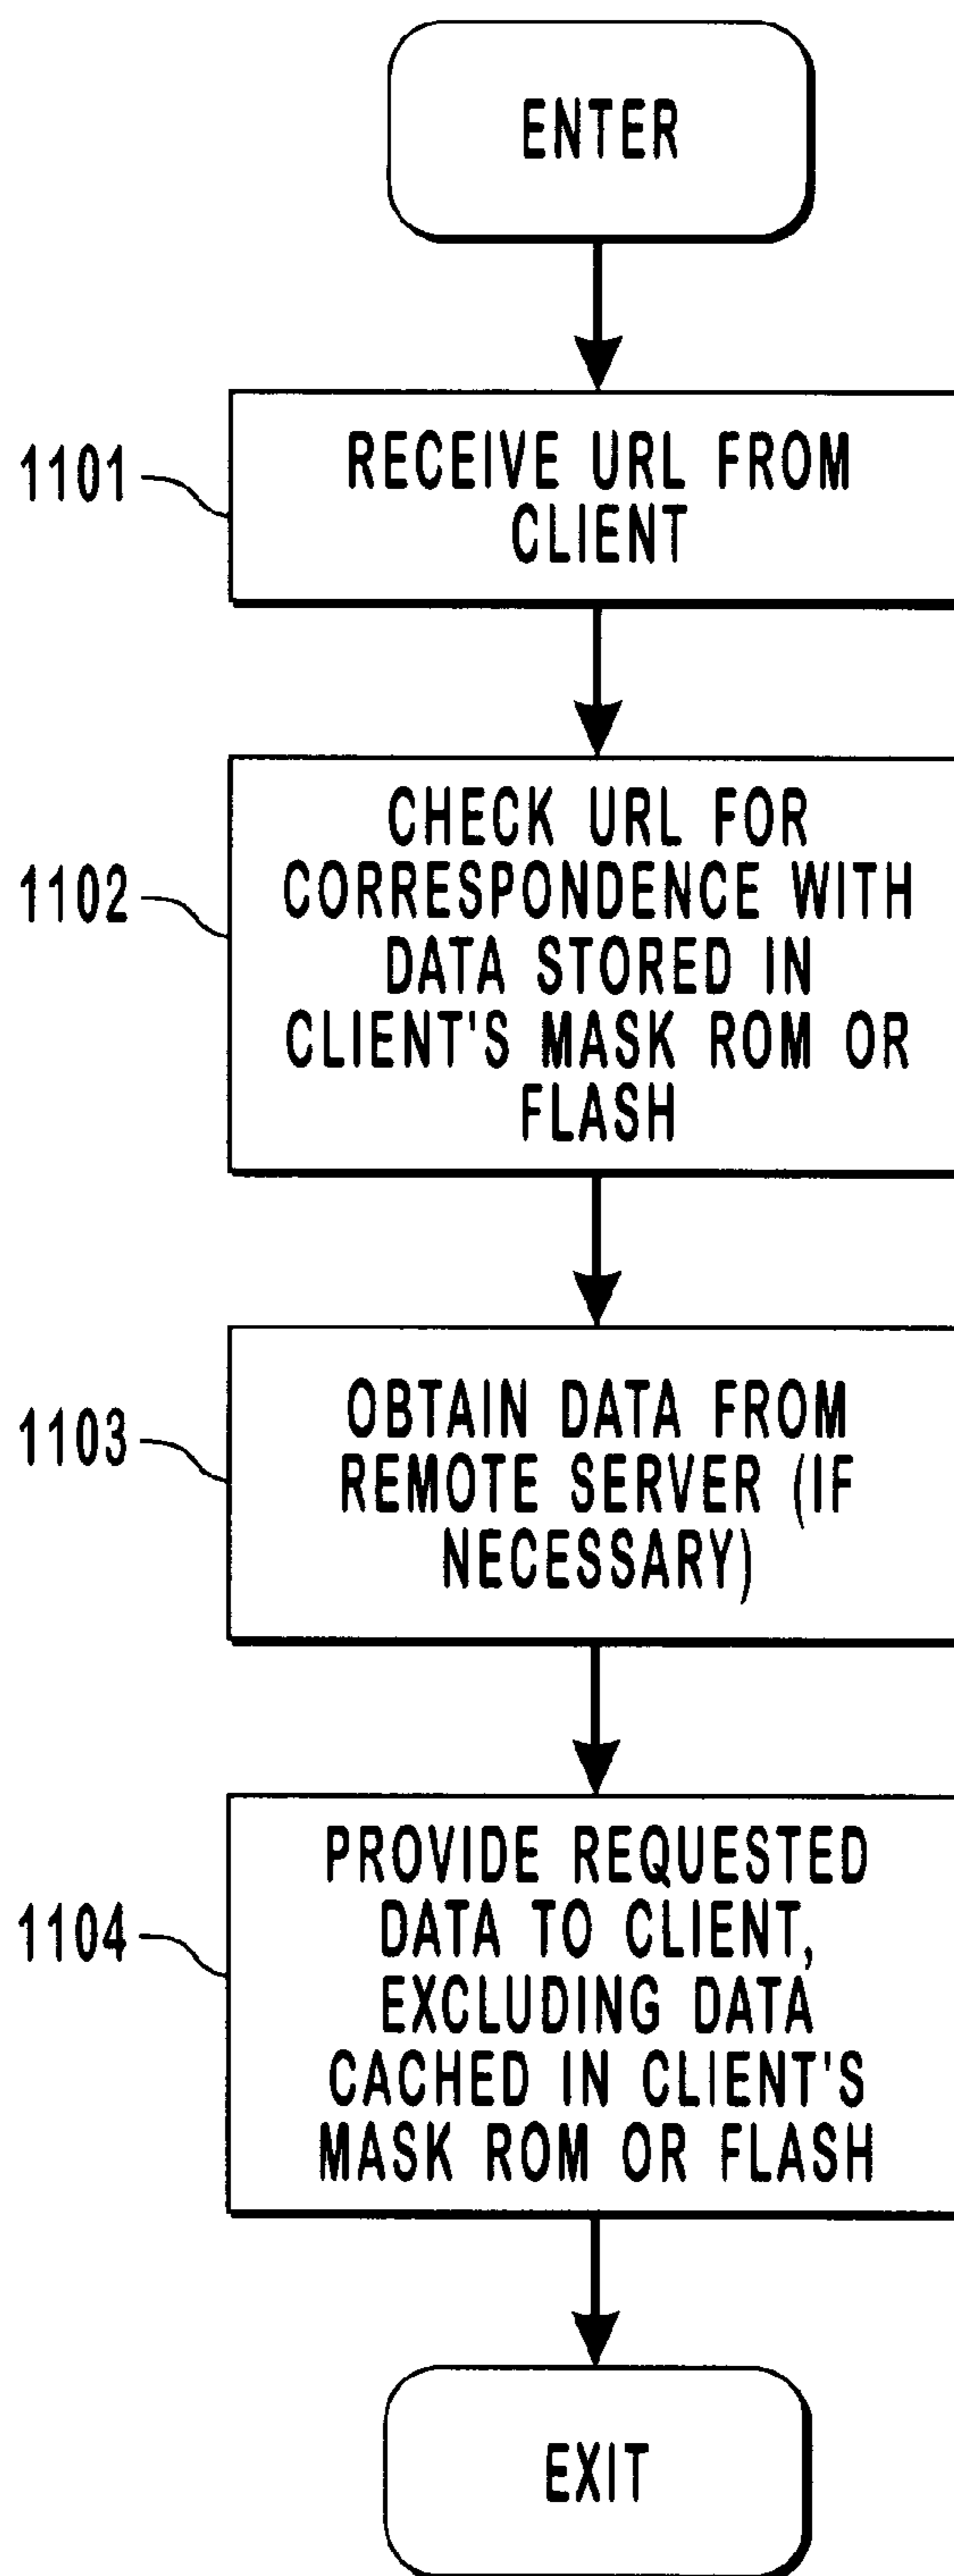 ENTER
1101
RECEIVE URL FROM
CLIENT
1102
CHECK URL FOR
CORRESPONDENCE WITH
DATA STORED IN
CLIENT'S MASK ROM OR
FLASH
1103
OBTAIN DATA FROM
REMOTE SERVER (IF
NECESSARY)
1104
PROVIDE REQUESTED
DATA TO CLIENT,
EXCLUDING DATA
CACHED IN CLIENT'S
MASK ROM OR FLASH
EXIT